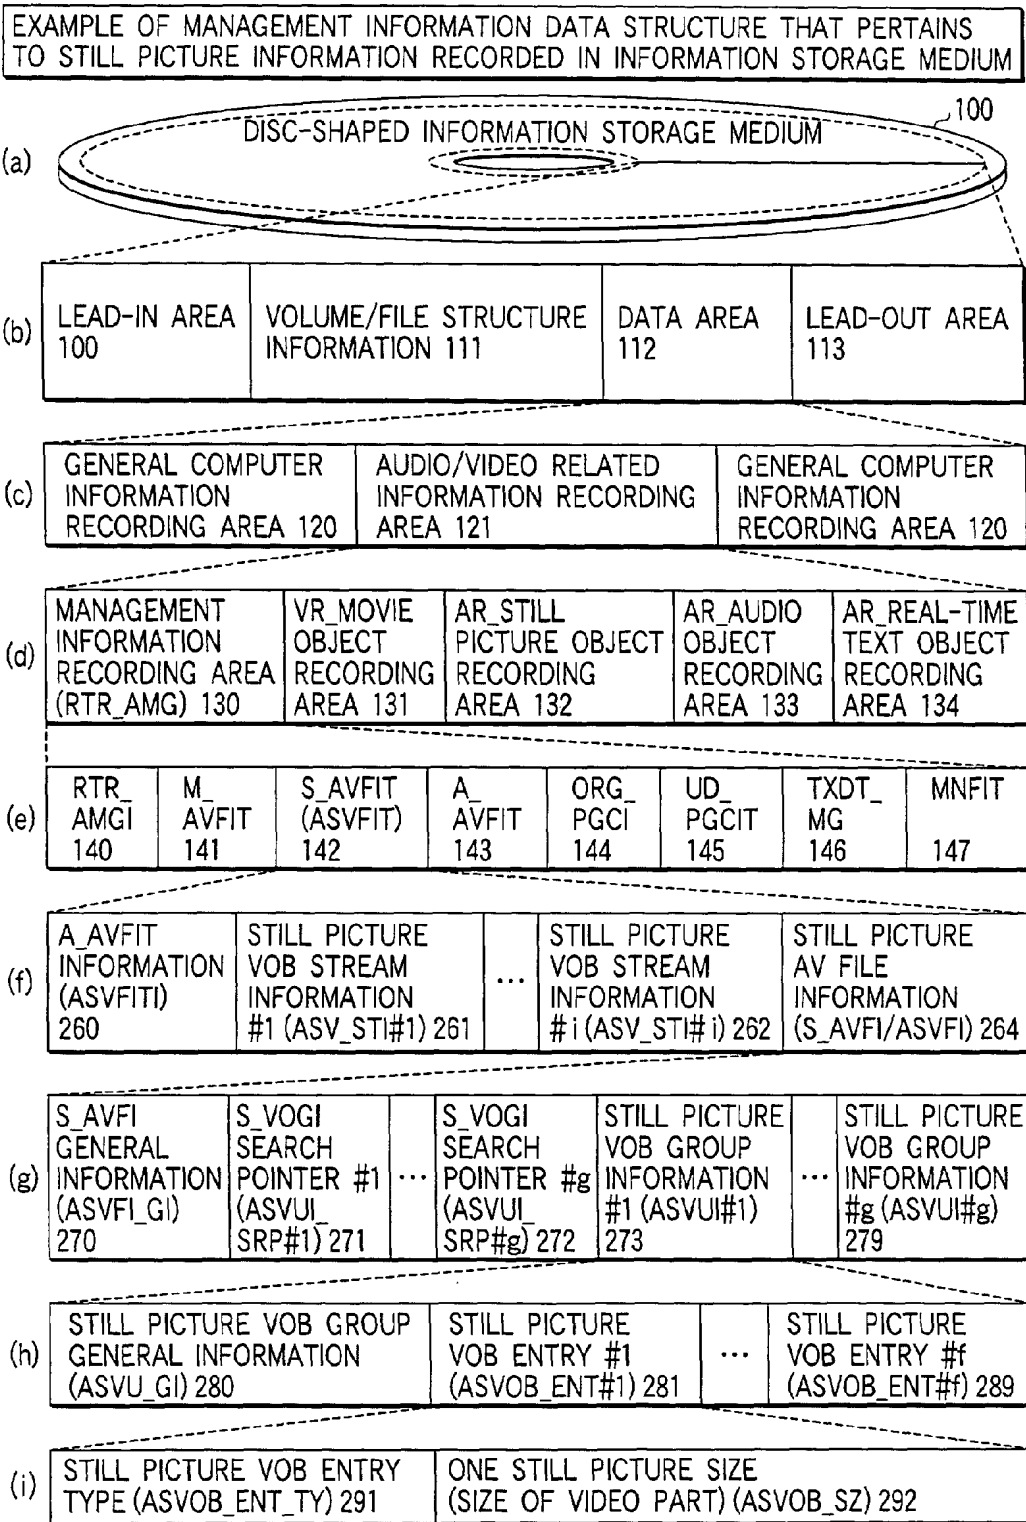 EXAMPLE OF MANAGEMENT INFORMATION DATA STRUCTURE THAT PERTAINS
TO STILL PICTURE INFORMATION RECORDED IN INFORMATION STORAGE MEDIUM
100
DISC-SHAPED INFORMATION STORAGE MEDIUM
(a)
(b)
LEAD-IN AREA
100
VOLUME/FILE STRUCTURE
INFORMATION 111
DATA AREA
112
LEAD-OUT AREA
113
(c)
GENERAL COMPUTER
INFORMATION
RECORDING AREA 120
AUDIO/VIDEO RELATED
INFORMATION RECORDING
AREA 121
GENERAL COMPUTER
INFORMATION
RECORDING AREA 120
(d)
MANAGEMENT
INFORMATION
RECORDING AREA
(RTR_AMG) 130
VR_MOVIE
OBJECT
RECORDING
AREA 131
AR_STILL
PICTURE OBJECT
RECORDING
AREA 132
AR_AUDIO
OBJECT
RECORDING
AREA 133
AR_REAL-TIME
TEXT OBJECT
RECORDING
AREA 134
(e)
RTR_
AMGI
140
M_
AVFIT
141
S_AVFIT
(ASVFIT)
142
A_
AVFIT
143
ORG_
PGCI
144
UD_
PGCIT
145
TXDT_
MG
146
MNFIT
147
(f)
A_AVFIT
INFORMATION
(ASVFITI)
260
STILL PICTURE
VOB STREAM
INFORMATION
#1 (ASV_STI#1) 261
...
STILL PICTURE
VOB STREAM
INFORMATION
#i (ASV_STI#i) 262
STILL PICTURE
AV FILE
INFORMATION
(S_AVFI/ASVFI) 264
(g)
S_AVFI
GENERAL
INFORMATION
(ASVFI_GI)
270
S_VOGI
SEARCH
POINTER #1
(ASVUI_
SRP#1) 271
...
S_VOGI
SEARCH
POINTER #g
(ASVUI_
SRP#g) 272
STILL PICTURE
VOB GROUP
INFORMATION
#1 (ASVUI#1)
273
...
STILL PICTURE
VOB GROUP
INFORMATION
#g (ASVUI#g)
279
(h)
STILL PICTURE VOB GROUP
GENERAL INFORMATION
(ASVU_GI) 280
STILL PICTURE
VOB ENTRY #1
(ASVOB_ENT#1) 281
...
STILL PICTURE
VOB ENTRY #f
(ASVOB_ENT#f) 289
(i)
STILL PICTURE VOB ENTRY
TYPE (ASVOB_ENT_TY) 291
ONE STILL PICTURE SIZE
(SIZE OF VIDEO PART) (ASVOB_SZ) 292